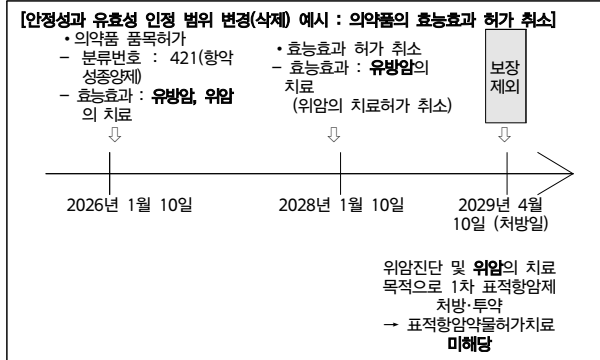 [안정성과 유효성 인정 범위 변경(삭제) 예시 : 의약품의 효능효과 허가 취소]
•의약품 품목허가
- 분류번호 : 421(항악
성종양제)
- 효능효과 : 유방암, 위암
의 치료
•효능효과 허가 취소
- 효능효과 : 유방암의
치료
(위암의 치료허가 취소)
보장
제외
2026년 1월 10일
2028년 1월 10일
2029년 4월
10일 (처방일)
위암진단 및 위암의 치료
목적으로 1차 표적항암제
처방·투약
→ 표적항암약물허가치료
미해당